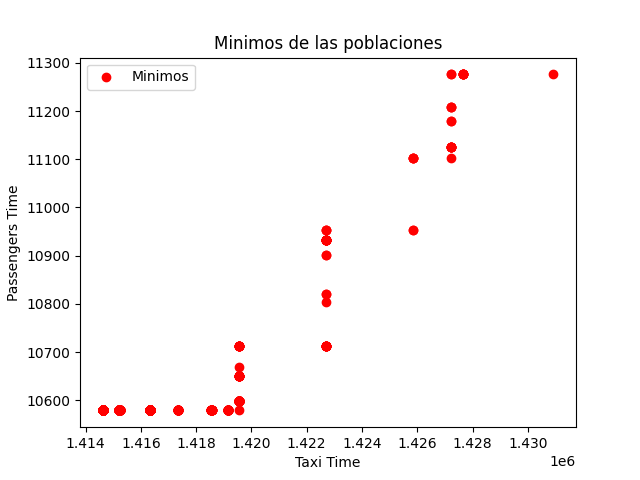 Minimos de las poblaciones
Minimos
11300
11200
11100
11000
10900
10800
10700
10600
Passengers Time
1.414 1.416 1.418 1.420 1.422 1.424 1.426 1.428 1.430
1e6
Taxi Time